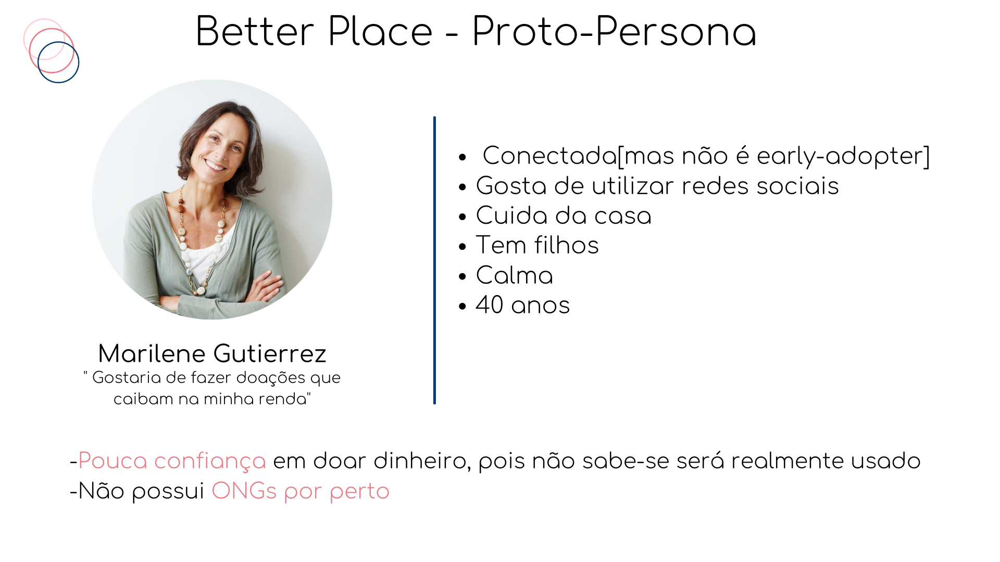 Better Place - Proto-Persona
Marilene Gutierrez
" Gostaria de fazer doações que
caibam na minha renda"
• Conectada[mas não é early-adopter]
• Gosta de utilizar redes sociais
• Cuida da casa
• Tem filhos
• Calma
• 40 anos
-Pouca confiança em doar dinheiro, pois não sabe-se será realmente usado
-Não possui ONGs por perto